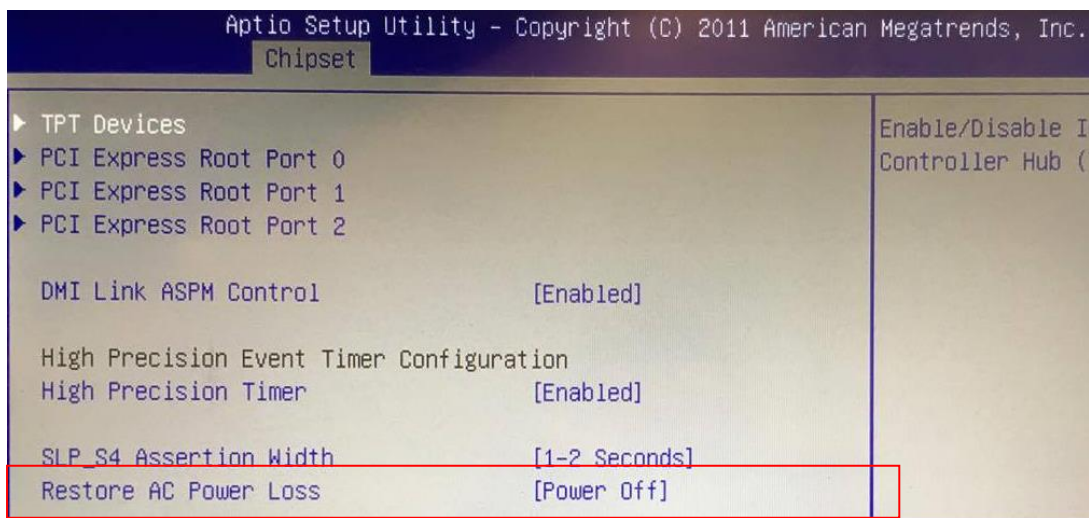 Aptio Setup Utility - Copyright (C) 2011 American Megatrends, Inc.
Chipset
TPT Devices
PCI Express Root Port 0
PCI Express Root Port 1
PCI Express Root Port 2
DMI Link ASPM Control [Enabled]
High Precision Event Timer Configuration
High Precision Timer [Enabled]
SLP_S4 Assertion Width [1-2 Seconds]
Restore AC Power Loss [Power Off]
Enable/Disable I
Controller Hub (